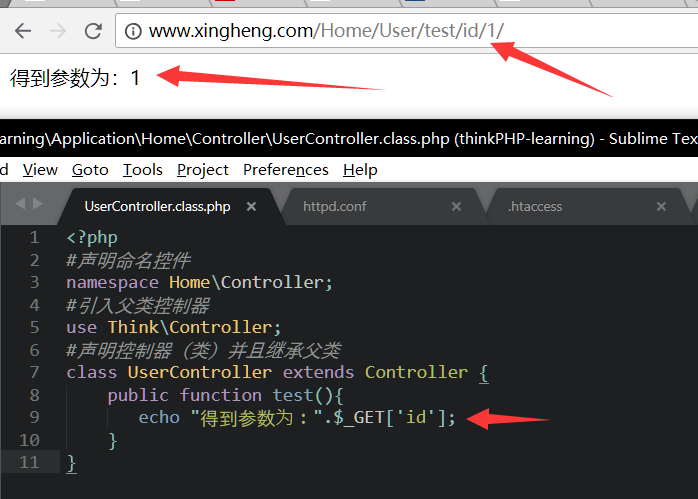 www.xingheng.com/Home/User/test/id/1/
得到参数为：1
arning\Application\Home\Controller\UserController.class.php (thinkPHP-learning) - Sublime Tex
d View Goto Tools Project Preferences Help
UserController.class.php × httpd.conf × .htaccess ×
1 <?php
2 #声明命名控件
3 namespace Home\Controller;
4 #引入父类控制器
5 use Think\Controller;
6 #声明控制器（类）并且继承父类
7 class UserController extends Controller {
8 public function test(){
9 echo "得到参数为：".$_GET['id'];
10 }
11 }